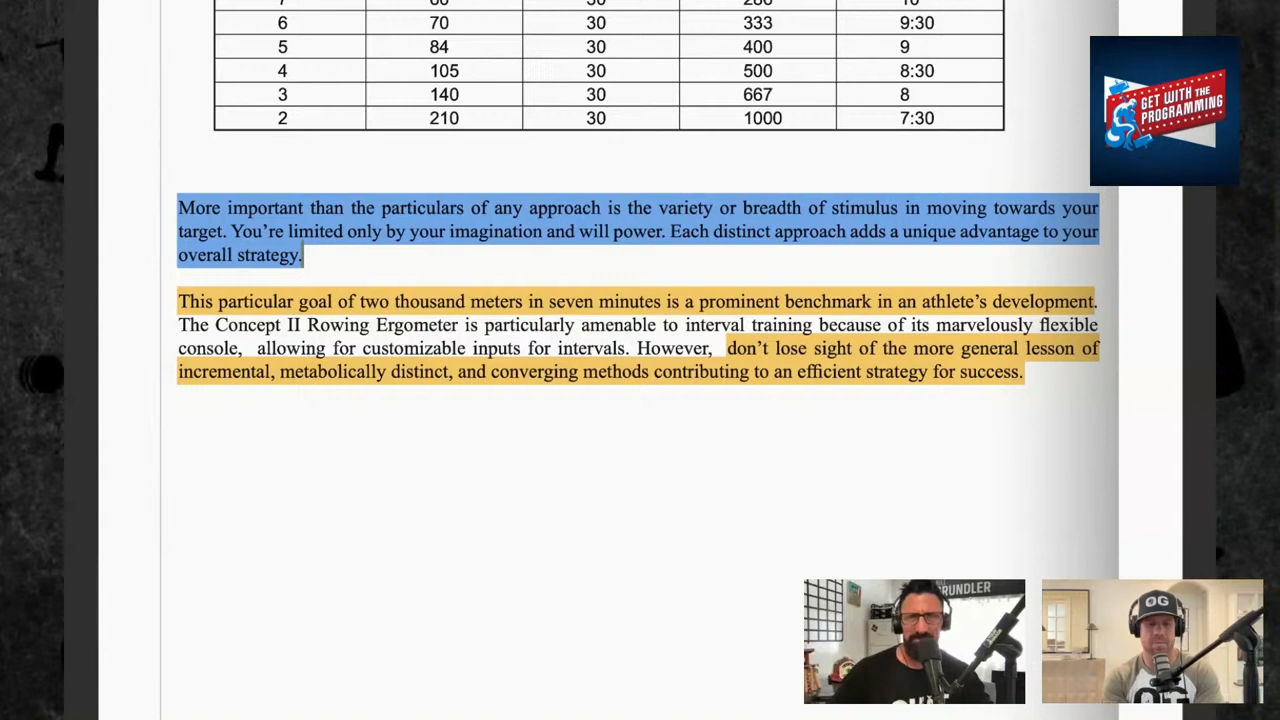 6 70 30 333 9:30
5 84 30 400 9
4 105 30 500 8:30
3 140 30 667 8
2 210 30 1000 7:30
GET WITH THE
PROGRAMMING
More important than the particulars of any approach is the variety or breadth of stimulus in moving towards your
target. You’re limited only by your imagination and will power. Each distinct approach adds a unique advantage to your
overall strategy.
This particular goal of two thousand meters in seven minutes is a prominent benchmark in an athlete’s development.
The Concept II Rowing Ergometer is particularly amenable to interval training because of its marvelously flexible
console, allowing for customizable inputs for intervals. However, don’t lose sight of the more general lesson of
incremental, metabolically distinct, and converging methods contributing to an efficient strategy for success.
RUNDLER
OG